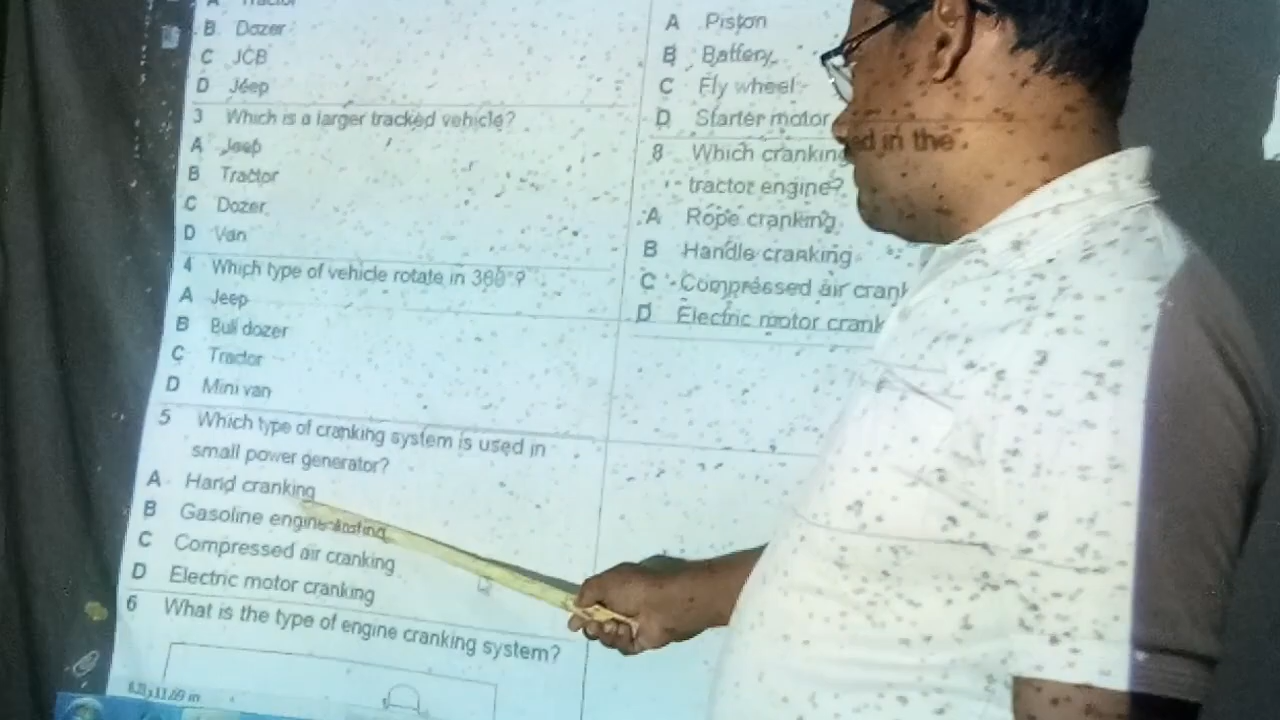 A Tractor
B. Dozer
C JCB
D Jeep
3 Which is a larger tracked vehicle?
A Jeep
B Tractor
C Dozer
D Van
4 Which type of vehicle rotate in 360°?
A Jeep
B Bull dozer
C Tractor
D Mini van
5 Which type of cranking system is used in
small power generator?
A Hand cranking
B Gasoline engine
C Compressed air cranking
D Electric motor cranking
6 What is the type of engine cranking system?
A Piston
B Battery
C Fly wheel
D Starter motor
8 Which cranking ed in the
tractor engine?
A Rope cranking
B Handle cranking
C Compressed air crank
D Electric motor crank